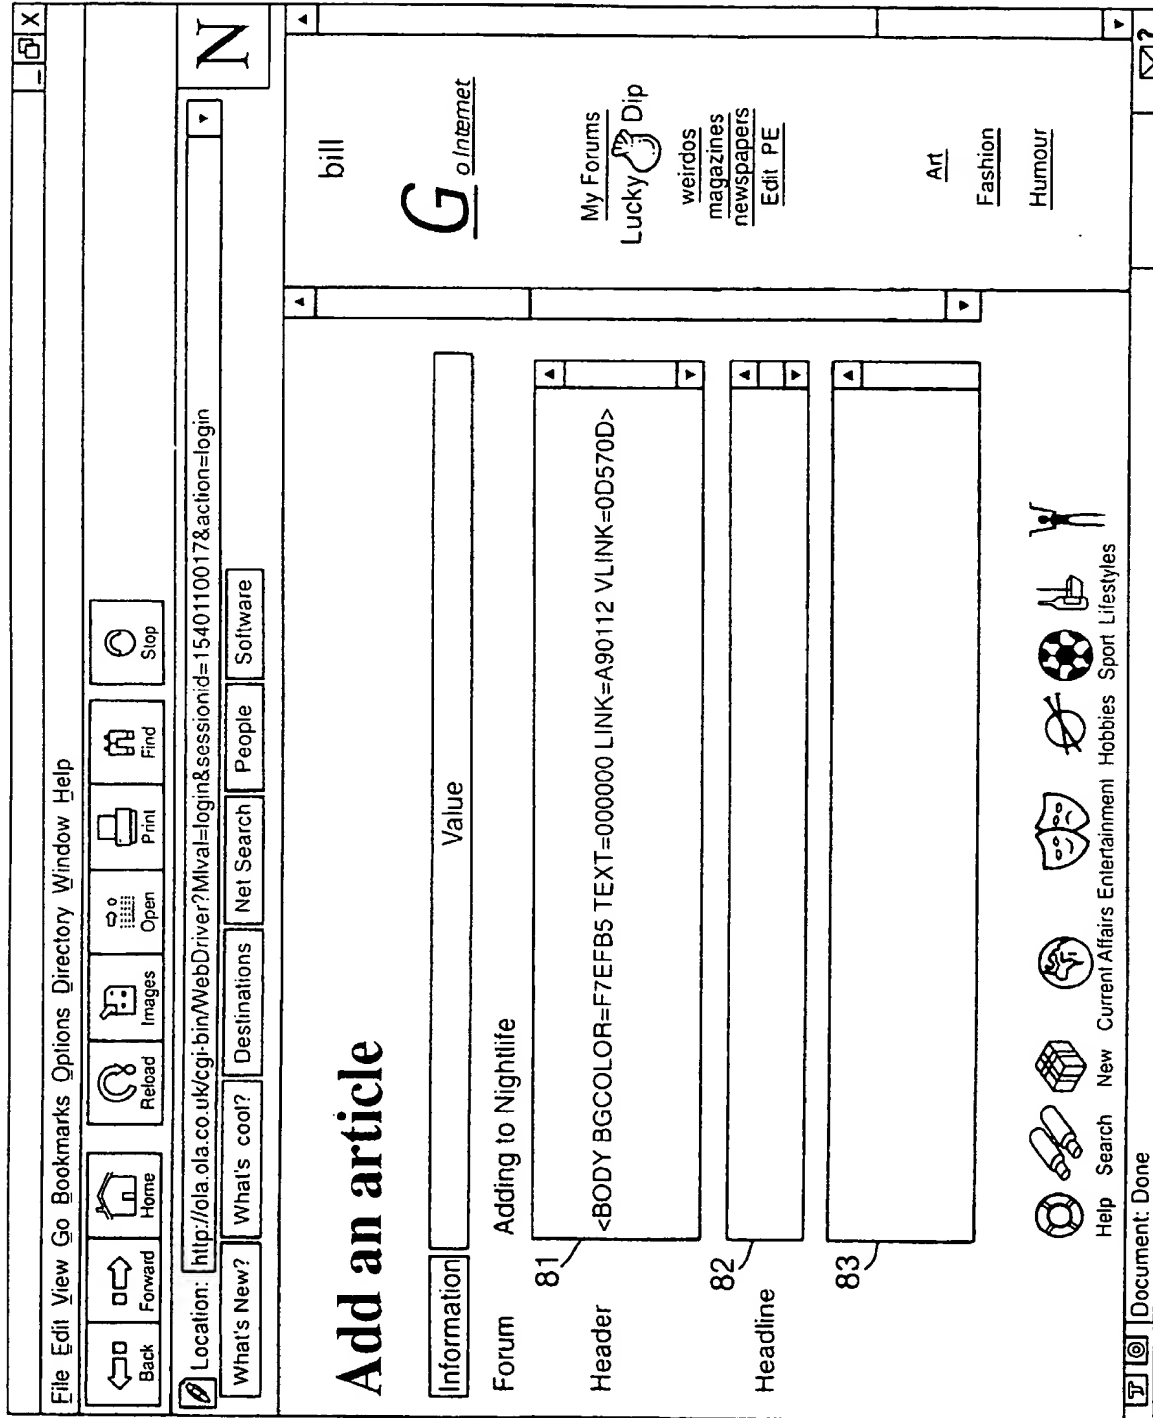 File Edit View Go Bookmarks Options Directory Window Help
Back Forward Home Reload Images Open Print Find Stop
Location: http://ola.ola.co.uk/cgi-bin/WebDriver?MIval=login&sessionid=1540110017&action=login
N
What's New? What's cool? Destinations Net Search People Software
bill
Add an article
Go Internet
Information Value
Forum Adding to Nightlife
My Forums
Lucky Dip
Header 81 <BODY BGCOLOR=F7EFB5 TEXT=000000 LINK=A90112 VLINK=0D570D>
weirdos
magazines
newspapers
Edit PE
Headline 82
83
Art
Fashion
Humour
Help Search New Current Affairs Entertainment Hobbies Sport Lifestyles
Document: Done
?